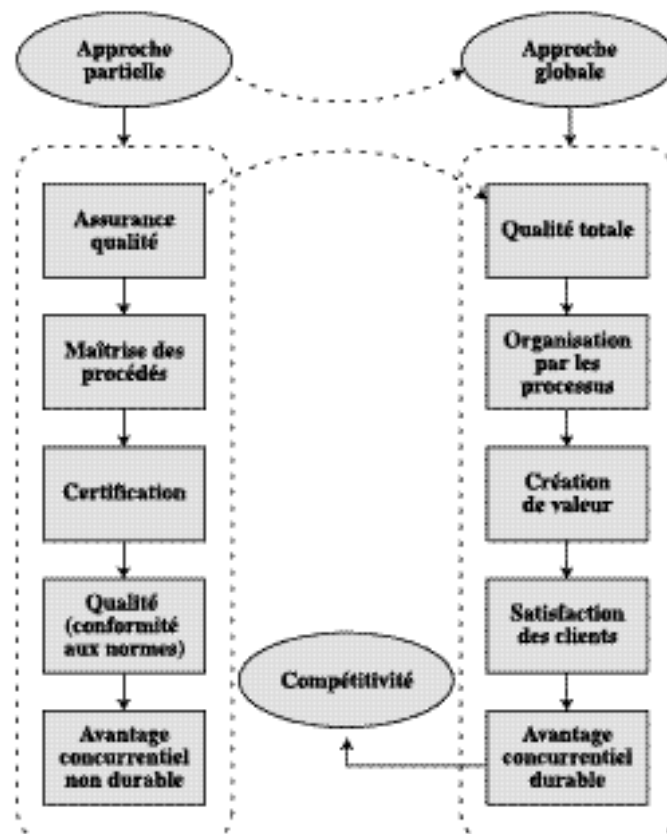 Approche
partielle
Approche
globale
Assurance
qualité
Maîtrise des
procédés
Certification
Qualité
(conformité
aux normes)
Avantage
concurrentiel
non durable
Qualité totale
Organisation
par les
processus
Création
de valeur
Satisfaction
des clients
Avantage
concurrentiel
durable
Compétitivité